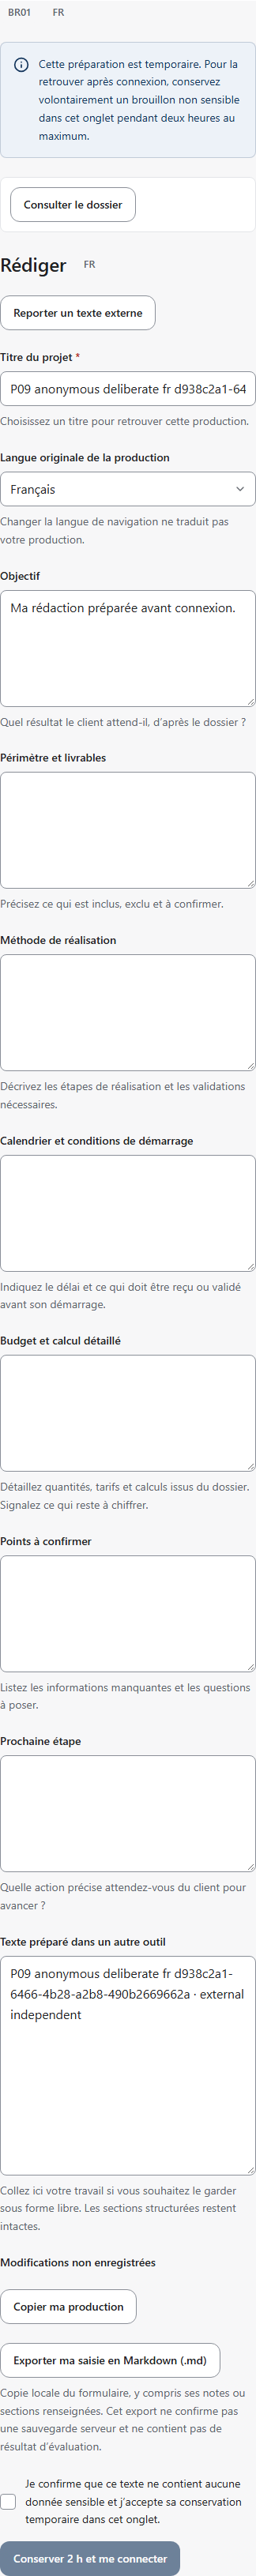 BR01 FR
Cette préparation est temporaire. Pour la
retrouver après connexion, conservez
volontairement un brouillon non sensible
dans cet onglet pendant deux heures au
maximum.
Consulter le dossier
Rédiger FR
Reporter un texte externe
Titre du projet *
P09 anonymous deliberate fr d938c2a1-64
Choisissez un titre pour retrouver cette production.
Langue originale de la production
Français
Changer la langue de navigation ne traduit pas
votre production.
Objectif
Ma rédaction préparée avant connexion.
Quel résultat le client attend-il, d’après le dossier ?
Périmètre et livrables
Précisez ce qui est inclus, exclu et à confirmer.
Méthode de réalisation
Décrivez les étapes de réalisation et les validations
nécessaires.
Calendrier et conditions de démarrage
Indiquez le délai et ce qui doit être reçu ou validé
avant son démarrage.
Budget et calcul détaillé
Détaillez quantités, tarifs et calculs issus du dossier.
Signalez ce qui reste à chiffrer.
Points à confirmer
Listez les informations manquantes et les questions
à poser.
Prochaine étape
Quelle action précise attendez-vous du client pour
avancer ?
Texte préparé dans un autre outil
P09 anonymous deliberate fr d938c2a1-
6466-4b28-a2b8-490b2669662a · external
independent
Collez ici votre travail si vous souhaitez le garder
sous forme libre. Les sections structurées restent
intactes.
Modifications non enregistrées
Copier ma production
Exporter ma saisie en Markdown (.md)
Copie locale du formulaire, y compris ses notes ou
sections renseignées. Cet export ne confirme pas
une sauvegarde serveur et ne contient pas de
résultat d’évaluation.
Je confirme que ce texte ne contient aucune
donnée sensible et j’accepte sa conservation
temporaire dans cet onglet.
Conserver 2 h et me connecter